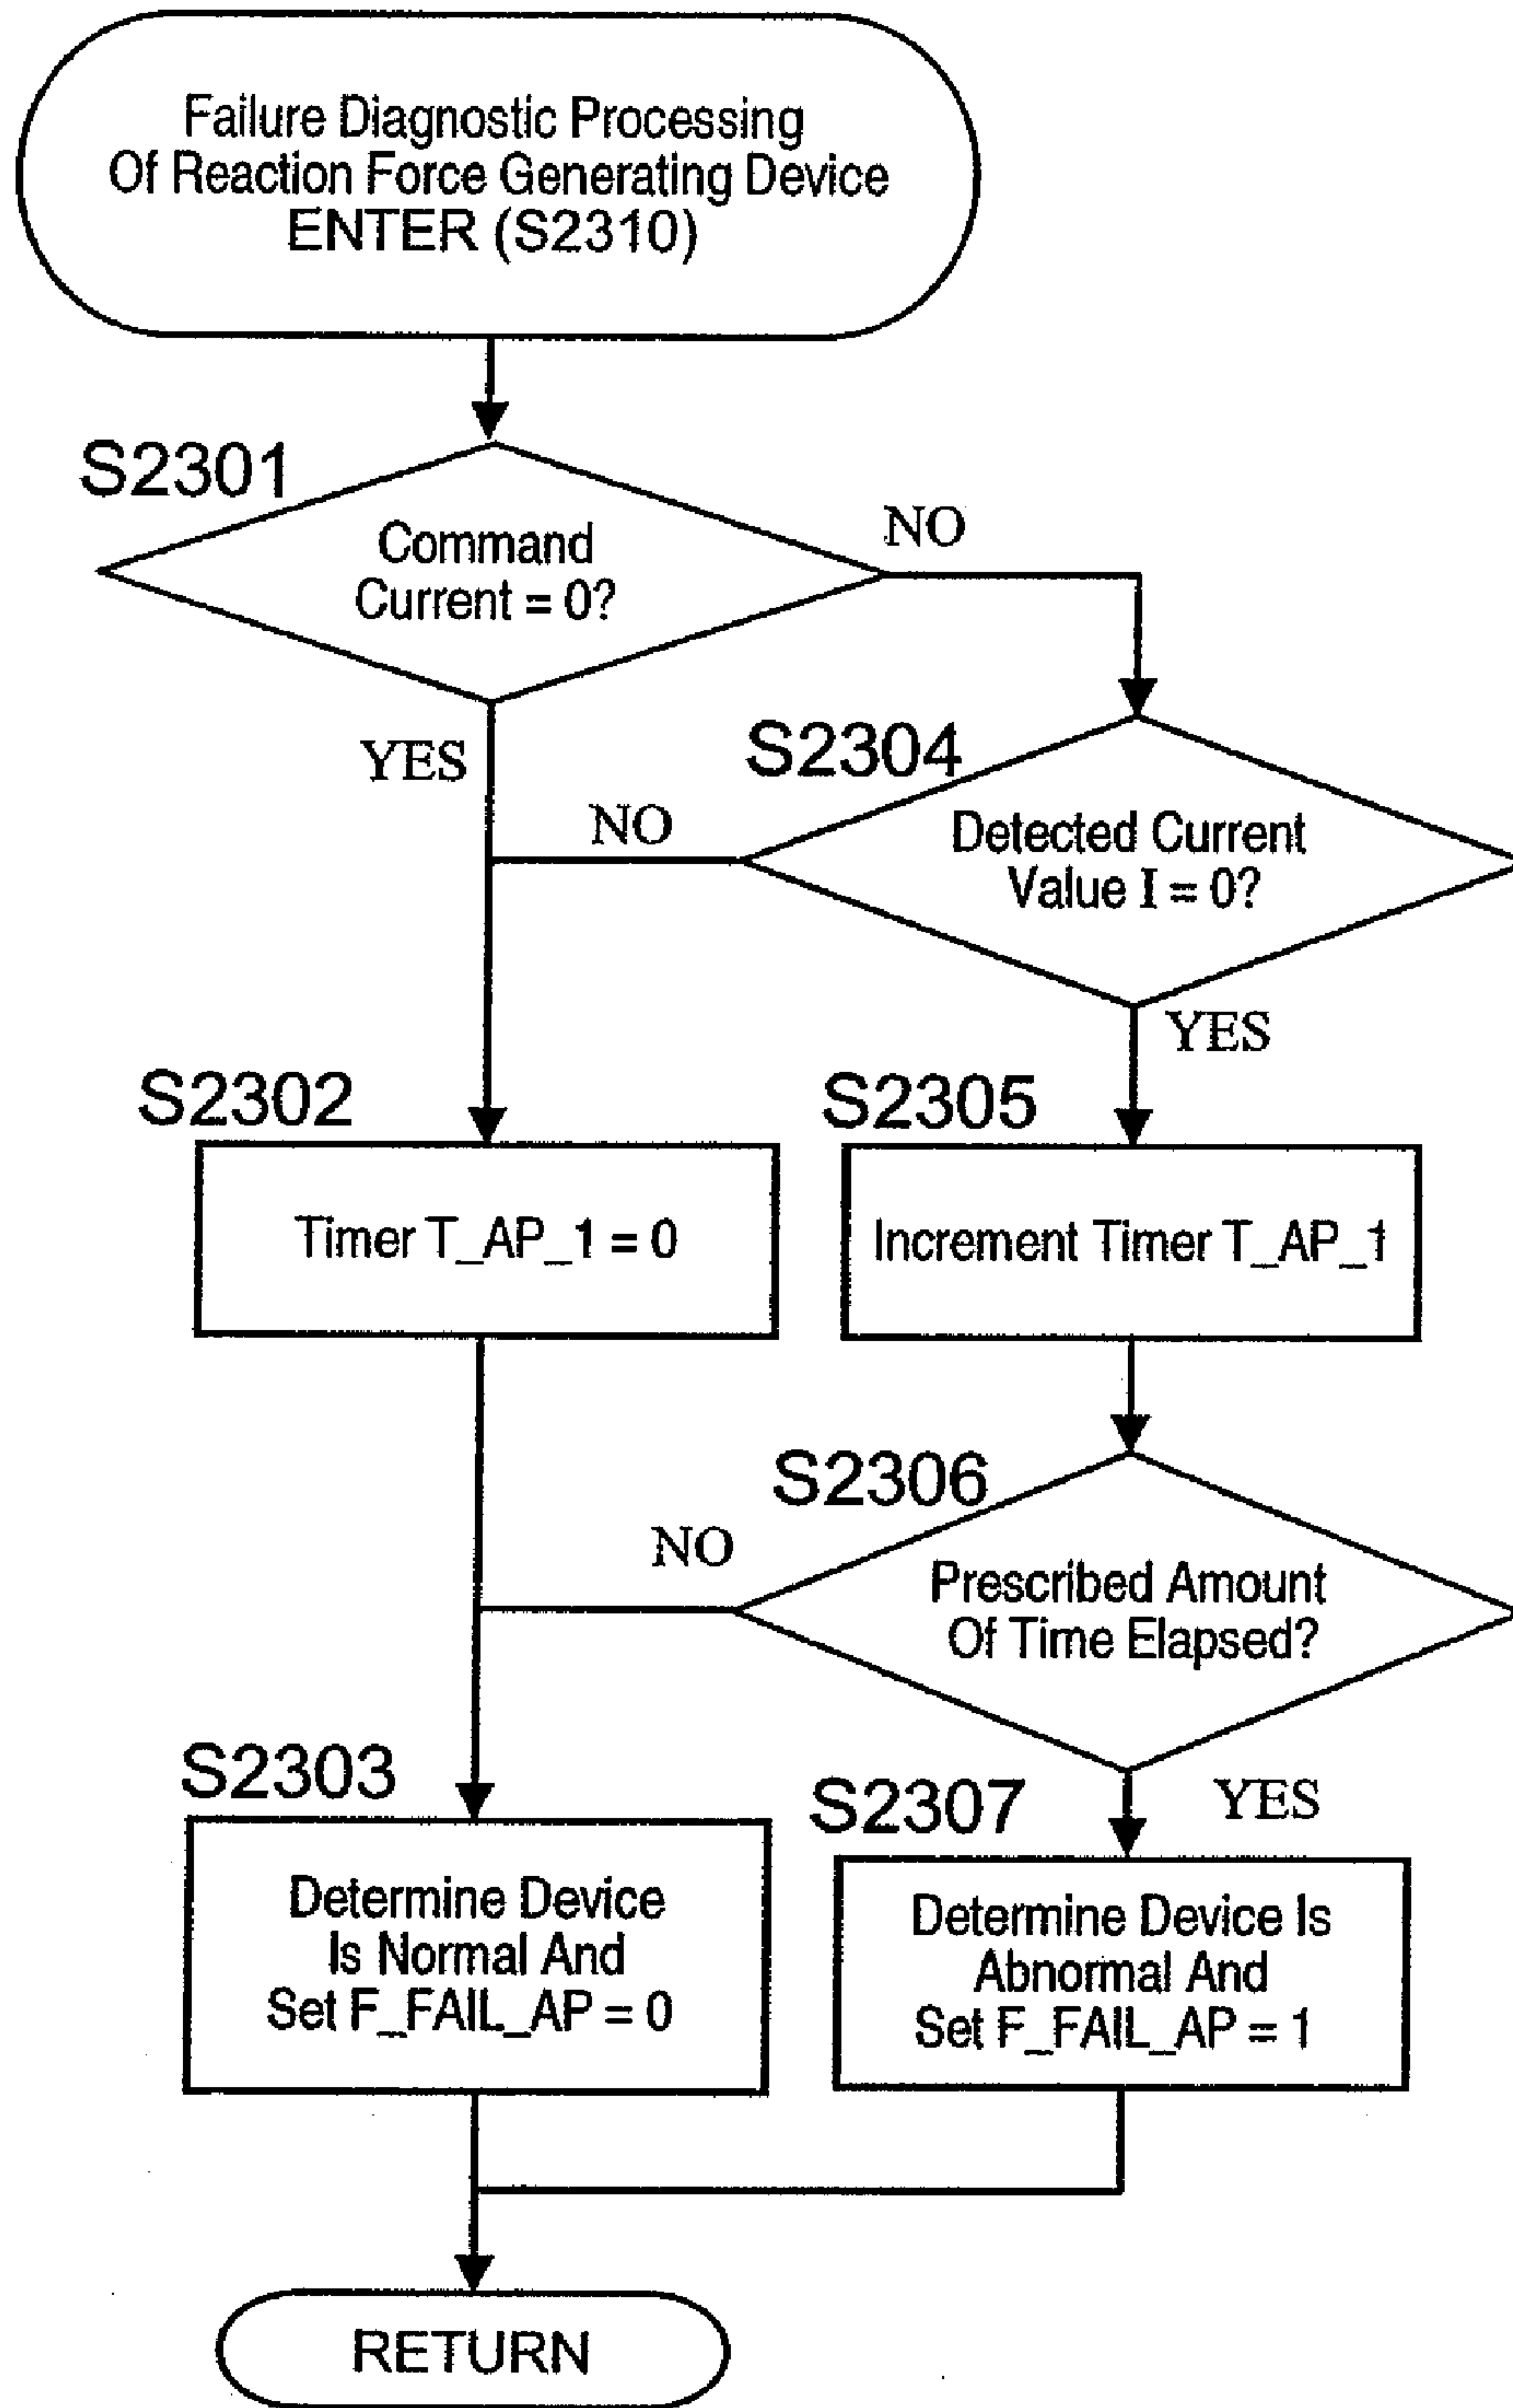 Failure Diagnostic Processing
Of Reaction Force Generating Device
ENTER (S2310)
S2301
Command
Current = 0?
NO
YES
S2304
Detected Current
Value I = 0?
NO
YES
S2302
Timer T_AP_1 = 0
S2305
Increment Timer T_AP_1
S2306
Prescribed Amount
Of Time Elapsed?
NO
YES
S2303
Determine Device
Is Normal And
Set F_FAIL_AP = 0
S2307
Determine Device Is
Abnormal And
Set F_FAIL_AP = 1
RETURN